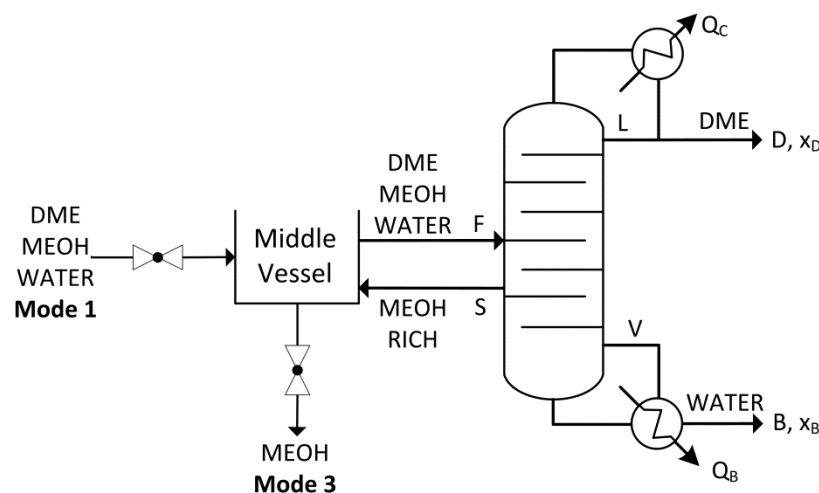 Q_C
L
DME
D, x_D
DME
MEOH
WATER
F
DME
MEOH
WATER
Mode 1
Middle
Vessel
MEOH
RICH
S
V
WATER
B, x_B
Q_B
MEOH
Mode 3